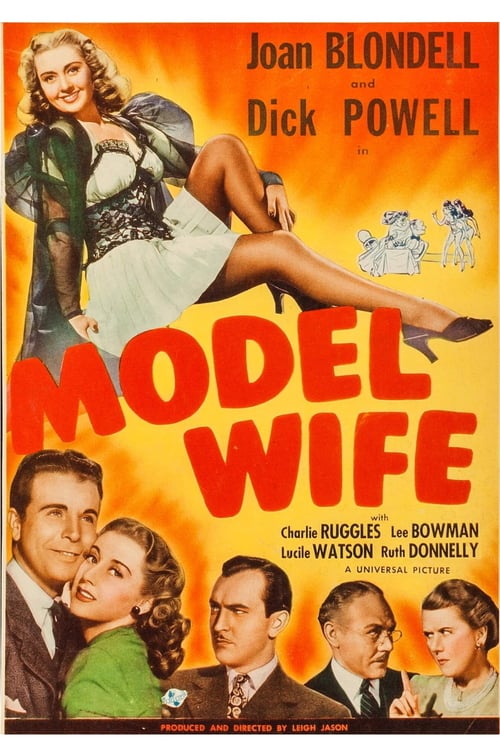 Joan BLONDELL
and
Dick POWELL
in
MODEL
WIFE
with
Charlie RUGGLES Lee BOWMAN
Lucile WATSON Ruth DONNELLY
A UNIVERSAL PICTURE
PRODUCED AND DIRECTED BY LEIGH JASON